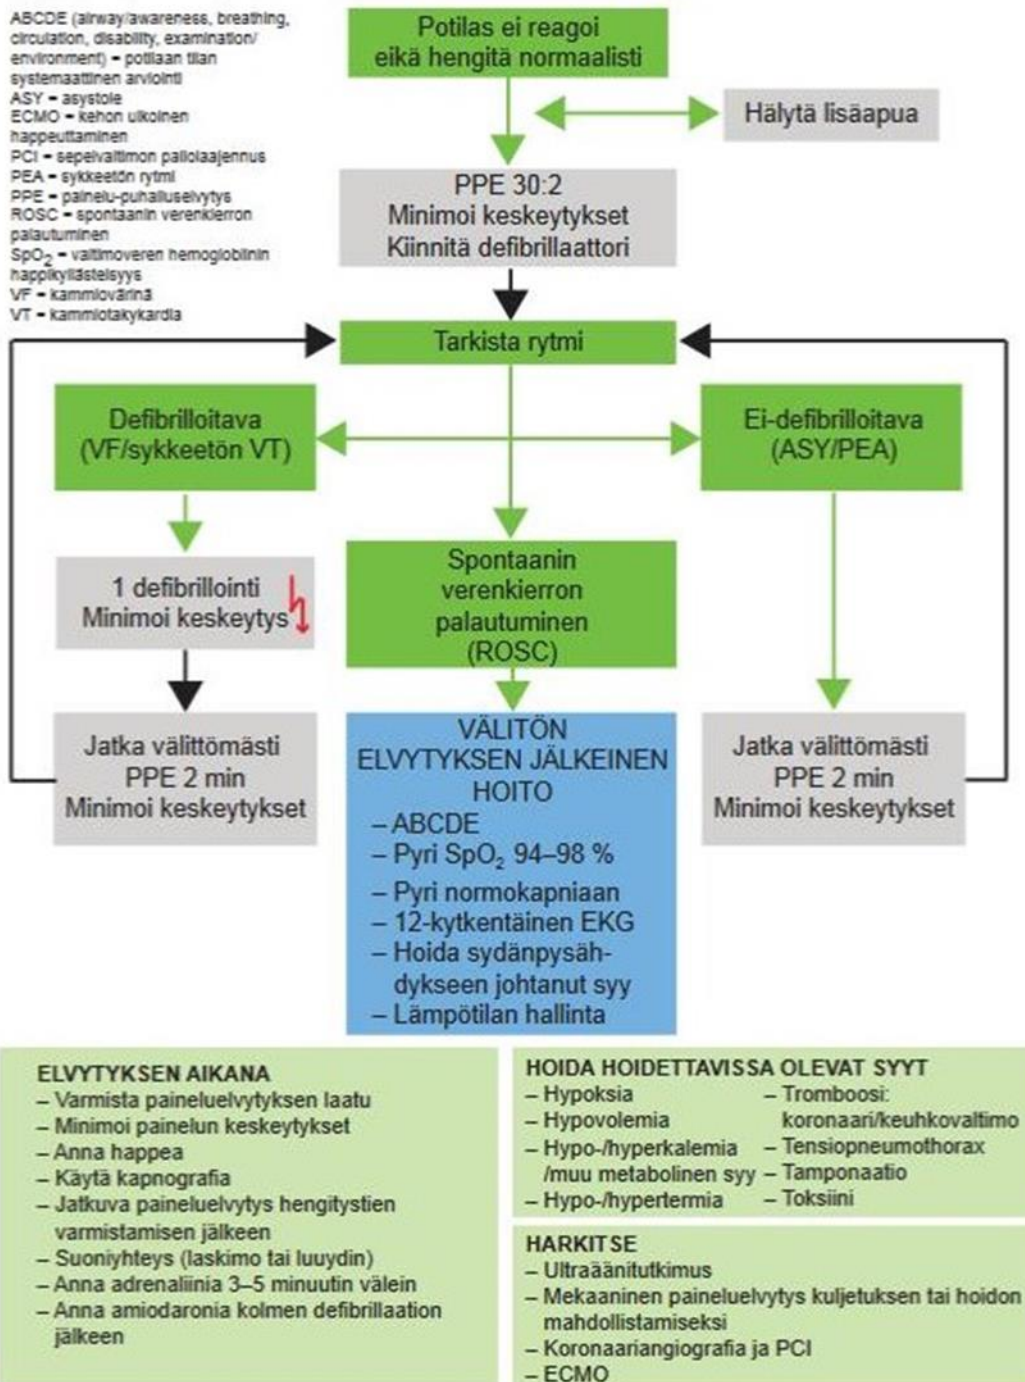 ABCDE (airway/awareness, breathing,
circulation, disability, examination/
environment) = potilaan tilan
systemaattinen arviointi
ASY = asystole
ECMO = kehon ulkoinen
happeuttaminen
PCI = sepelvaltimon pallolaajennus
PEA = sykkeetön rytmi
PPE = painelu-puhalluselvytys
ROSC = spontaanin verenkierron
palautuminen
SpO₂ = valtimoveren hemoglobiinin
happikyllästeisyys
VF = kammiovärinä
VT = kammiotakykardia
Potilas ei reagoi
eikä hengitä normaalisti
Hälytä lisäapua
PPE 30:2
Minimoi keskeytykset
Kiinnitä defibrillaattori
Tarkista rytmi
Defibrilloitava
(VF/sykkeetön VT)
Ei-defibrilloitava
(ASY/PEA)
1 defibrillointi
Minimoi keskeytys
Spontaanin
verenkierron
palautuminen
(ROSC)
Jatka välittömästi
PPE 2 min
Minimoi keskeytykset
VÄLITÖN
ELVYTYKSEN JÄLKEINEN
HOITO
– ABCDE
– Pyri SpO₂ 94–98 %
– Pyri normokapniaan
– 12-kytkentäinen EKG
– Hoida sydänpysäh-
dykseen johtanut syy
– Lämpötilan hallinta
Jatka välittömästi
PPE 2 min
Minimoi keskeytykset
ELVYTYKSEN AIKANA
– Varmista paineluelvytyksen laatu
– Minimoi painelun keskeytykset
– Anna happea
– Käytä kapnografia
– Jatkuva paineluelvytys hengitystien
varmistamisen jälkeen
– Suoniyhteys (laskimo tai luuydin)
– Anna adrenaliinia 3–5 minuutin välein
– Anna amiodaronia kolmen defibrillaation
jälkeen
HOIDA HOIDETTAVISSA OLEVAT SYYT
– Hypoksia
– Hypovolemia
– Hypo-/hyperkalemia
/muu metabolinen syy
– Hypo-/hypertermia
– Tromboosi:
koronaari/keuhkovaltimo
– Tensiopneumothorax
– Tamponaatio
– Toksiini
HARKITSE
– Ultraäänitutkimus
– Mekaaninen paineluelvytys kuljetuksen tai hoidon
mahdollistamiseksi
– Koronaariangiografia ja PCI
– ECMO